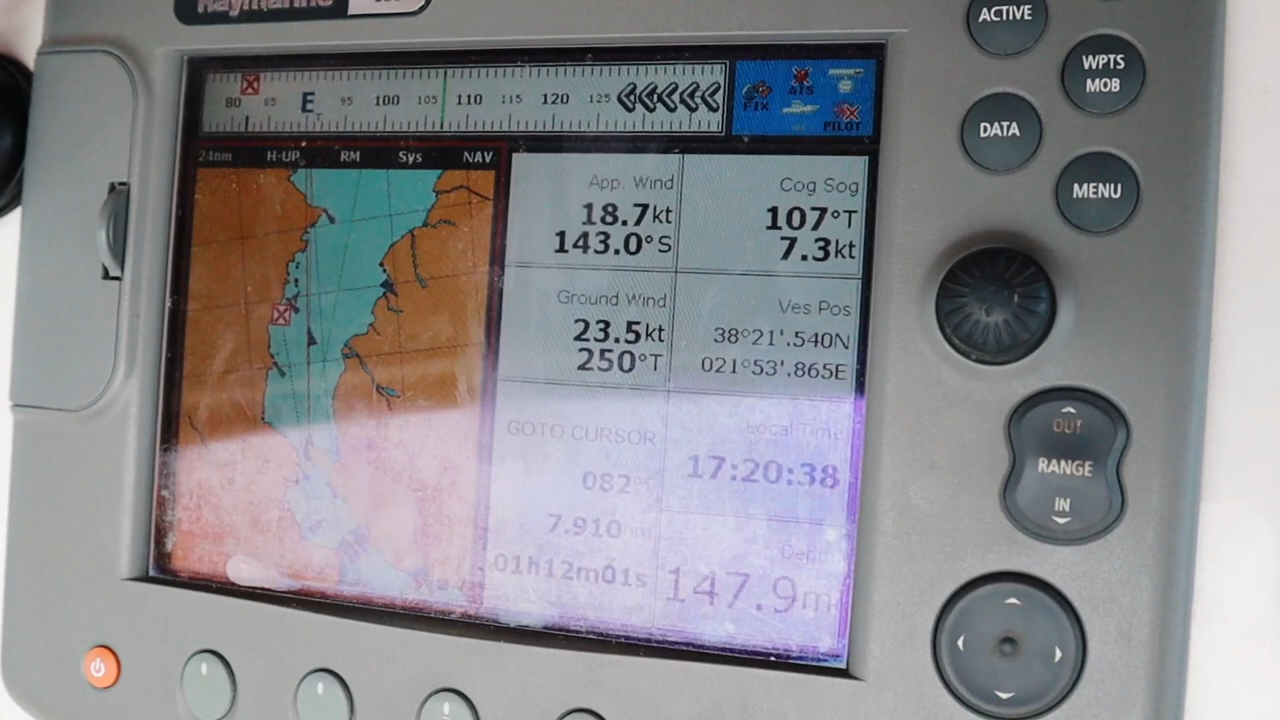 Raymarine
ACTIVE
WPTS
MOB
DATA
MENU
80 85 E 95 100 105 110 115 120 125
T
FIX AIS
PILOT
24nm H-UP RM Sys NAV
App. Wind
18.7kt
143.0°S
Cog Sog
107°T
7.3kt
Ground Wind
23.5kt
250°T
Ves Pos
38°21'.540N
021°53'.865E
GOTO CURSOR
082°T
7.910nm
01h12m01s
Local Time
17:20:38
Depth
147.9m
OUT
RANGE
IN